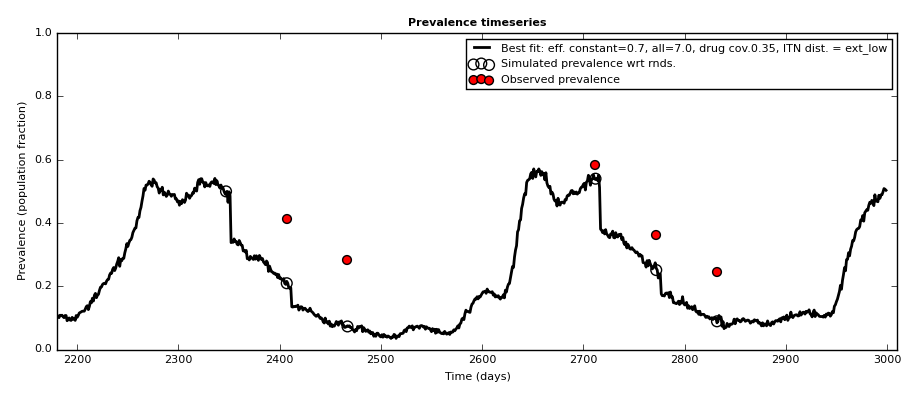 Prevalence timeseries
Best fit: eff. constant=0.7, all=7.0, drug cov.0.35, ITN dist. = ext_low
Simulated prevalence wrt rnds.
Observed prevalence
Prevalence (population fraction)
1.0
0.8
0.6
0.4
0.2
0.0
2200 2300 2400 2500 2600 2700 2800 2900 3000
Time (days)